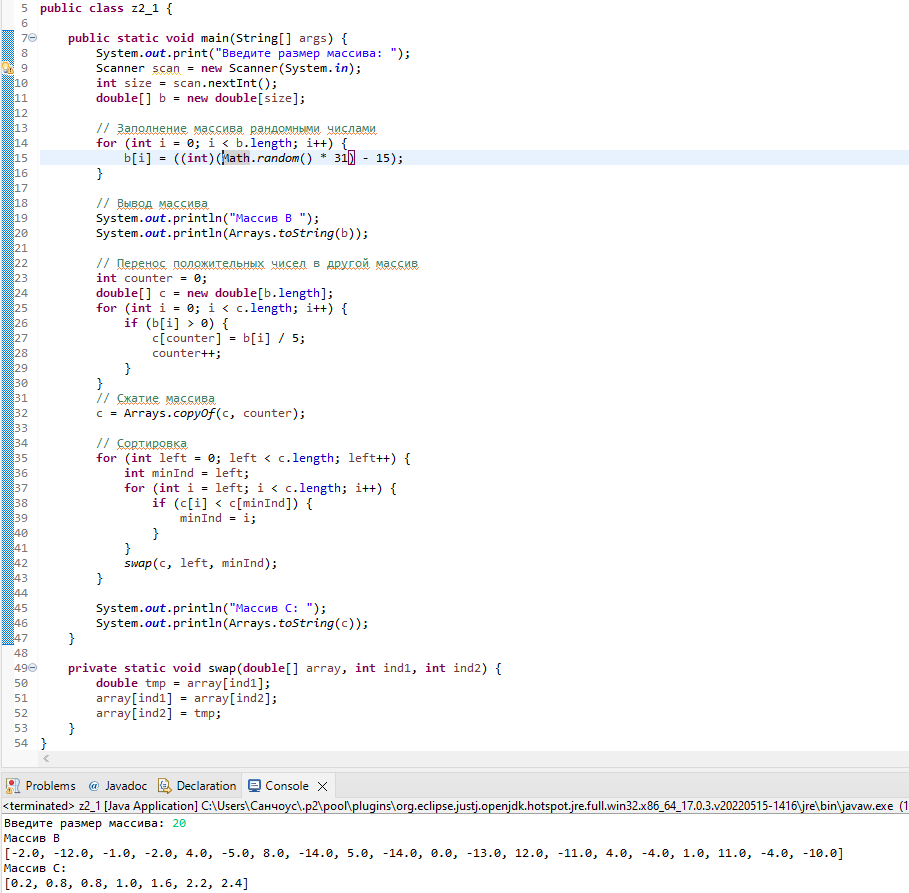 5 public class z2_1 {
6
7 public static void main(String[] args) {
8 System.out.print("Введите размер массива: ");
9 Scanner scan = new Scanner(System.in);
10 int size = scan.nextInt();
11 double[] b = new double[size];
12
13 // Заполнение массива рандомными числами
14 for (int i = 0; i < b.length; i++) {
15 b[i] = ((int)(Math.random() * 31) - 15);
16 }
17
18 // Вывод массива
19 System.out.println("Массив B ");
20 System.out.println(Arrays.toString(b));
21
22 // Перенос положительных чисел в другой массив
23 int counter = 0;
24 double[] c = new double[b.length];
25 for (int i = 0; i < c.length; i++) {
26 if (b[i] > 0) {
27 c[counter] = b[i] / 5;
28 counter++;
29 }
30 }
31 // Сжатие массива
32 c = Arrays.copyOf(c, counter);
33
34 // Сортировка
35 for (int left = 0; left < c.length; left++) {
36 int minInd = left;
37 for (int i = left; i < c.length; i++) {
38 if (c[i] < c[minInd]) {
39 minInd = i;
40 }
41 }
42 swap(c, left, minInd);
43 }
44
45 System.out.println("Массив C: ");
46 System.out.println(Arrays.toString(c));
47 }
48
49 private static void swap(double[] array, int ind1, int ind2) {
50 double tmp = array[ind1];
51 array[ind1] = array[ind2];
52 array[ind2] = tmp;
53 }
54 }
Problems @ Javadoc Declaration Console
<terminated> z2_1 [Java Application] C:\Users\Санчоус\.p2\pool\plugins\org.eclipse.justj.openjdk.hotspot.jre.full.win32.x86_64_17.0.3.v20220515-1416\jre\bin\javaw.exe (1
Введите размер массива: 20
Массив B
[-2.0, -12.0, -1.0, -2.0, 4.0, -5.0, 8.0, -14.0, 5.0, -14.0, 0.0, -13.0, 12.0, -11.0, 4.0, -4.0, 1.0, 11.0, -4.0, -10.0]
Массив C:
[0.2, 0.8, 0.8, 1.0, 1.6, 2.2, 2.4]